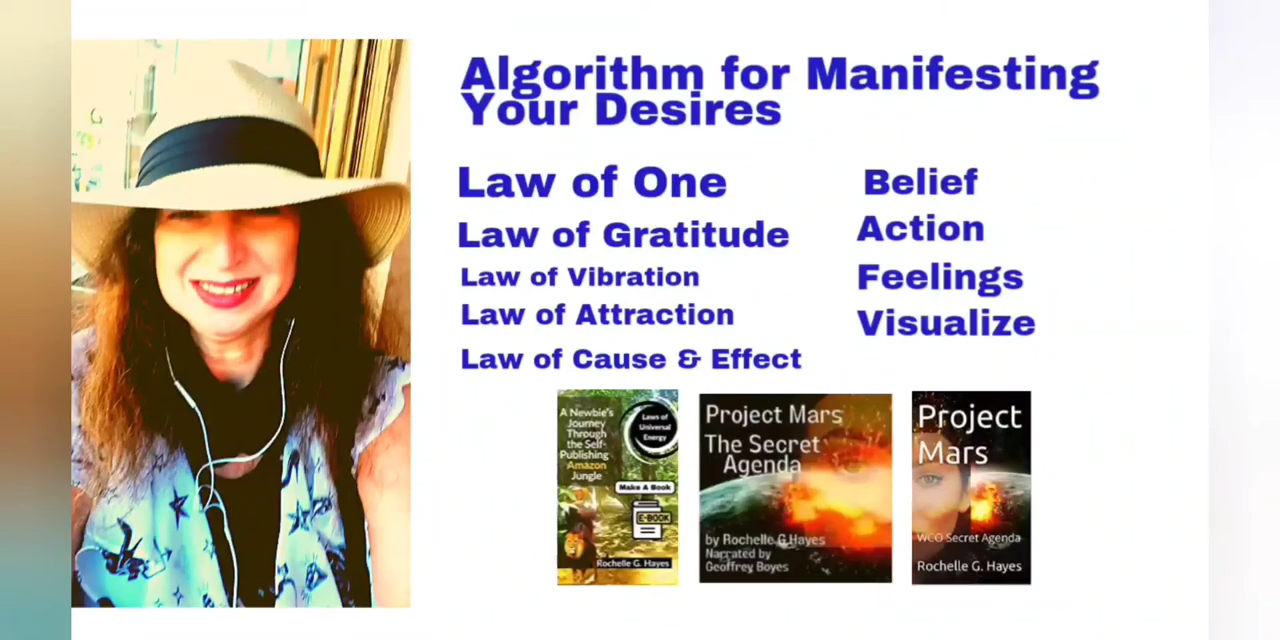 Algorithm for Manifesting
Your Desires
Law of One
Law of Gratitude
Law of Vibration
Law of Attraction
Law of Cause & Effect
Belief
Action
Feelings
Visualize
A Newbie's
Journey
Through
the Self-
Publishing
Amazon
Jungle
Laws of
Universal
Energy
Make A Book
E-BOOK
Rochelle G. Hayes
Project Mars
The Secret
Agenda
by Rochelle G Hayes
Narrated by
Geoffrey Boyes
Project
Mars
WCO Secret Agenda
Rochelle G. Hayes